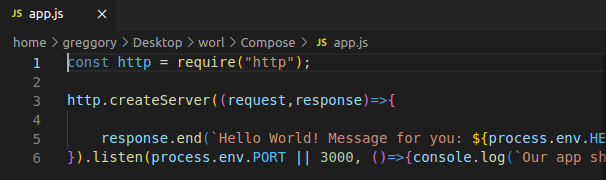 JS app.js ×
home > greggory > Desktop > worl > Compose > JS app.js
1 const http = require("http");
2
3 http.createServer((request,response)=>{
4
5 response.end(`Hello World! Message for you: ${process.env.HE
6 }).listen(process.env.PORT || 3000, ()=>{console.log(`Our app sh